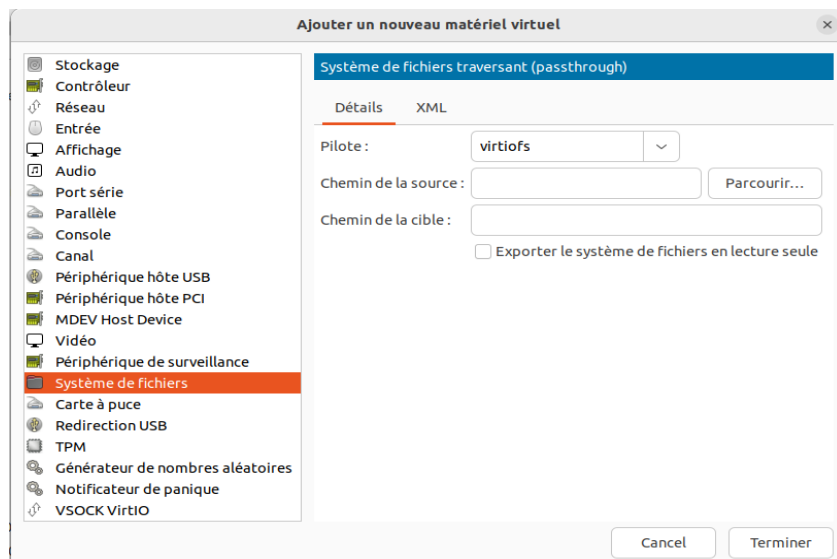 Ajouter un nouveau matériel virtuel
Stockage
Contrôleur
Réseau
Entrée
Affichage
Audio
Port série
Parallèle
Console
Canal
Périphérique hôte USB
Périphérique hôte PCI
MDEV Host Device
Vidéo
Périphérique de surveillance
Système de fichiers
Carte à puce
Redirection USB
TPM
Générateur de nombres aléatoires
Notificateur de panique
VSOCK VirtIO
Système de fichiers traversant (passthrough)
Détails XML
Pilote : virtiofs
Chemin de la source : Parcourir...
Chemin de la cible :
Exporter le système de fichiers en lecture seule
Cancel Terminer